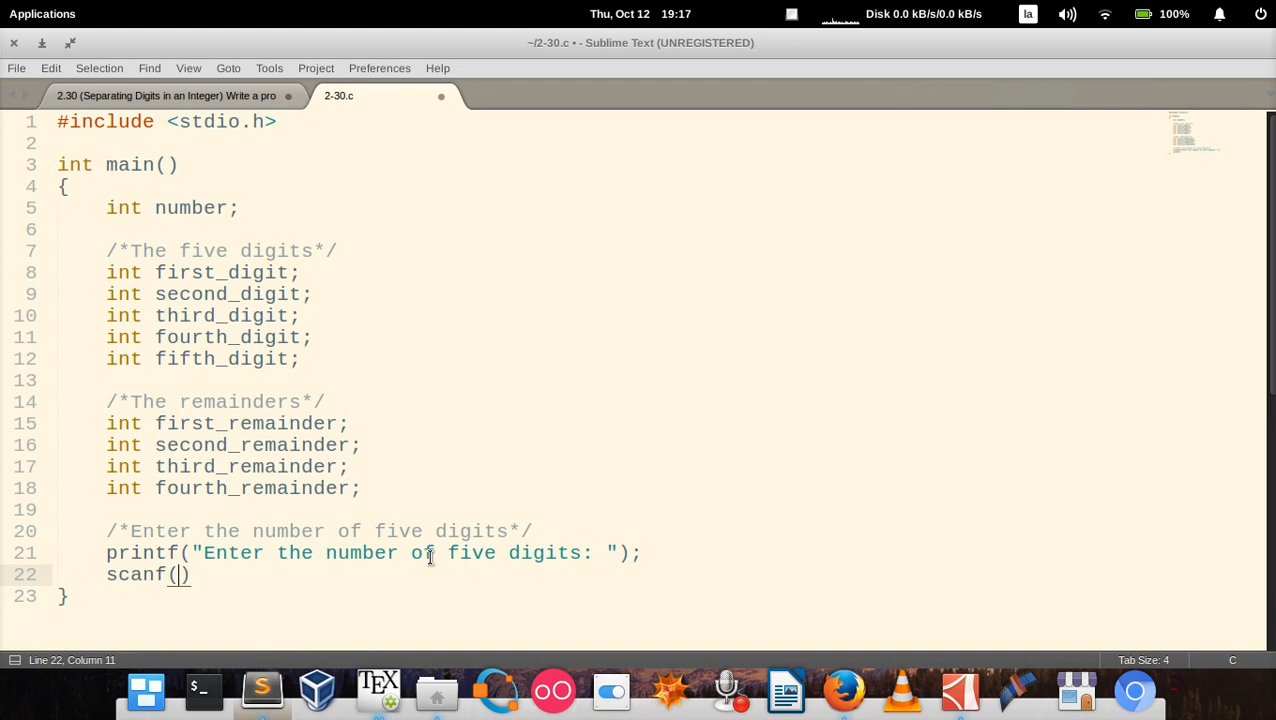 Applications Thu, Oct 12 19:17 Disk 0.0 kB/s/0.0 kB/s la 100%
~/2-30.c • - Sublime Text (UNREGISTERED)
File Edit Selection Find View Goto Tools Project Preferences Help
2.30 (Separating Digits in an Integer) Write a pro 2-30.c
1 #include <stdio.h>
2
3 int main()
4 {
5 int number;
6
7 /*The five digits*/
8 int first_digit;
9 int second_digit;
10 int third_digit;
11 int fourth_digit;
12 int fifth_digit;
13
14 /*The remainders*/
15 int first_remainder;
16 int second_remainder;
17 int third_remainder;
18 int fourth_remainder;
19
20 /*Enter the number of five digits*/
21 printf("Enter the number of five digits: ");
22 scanf()
23 }
Line 22, Column 11 Tab Size: 4 C
TEX